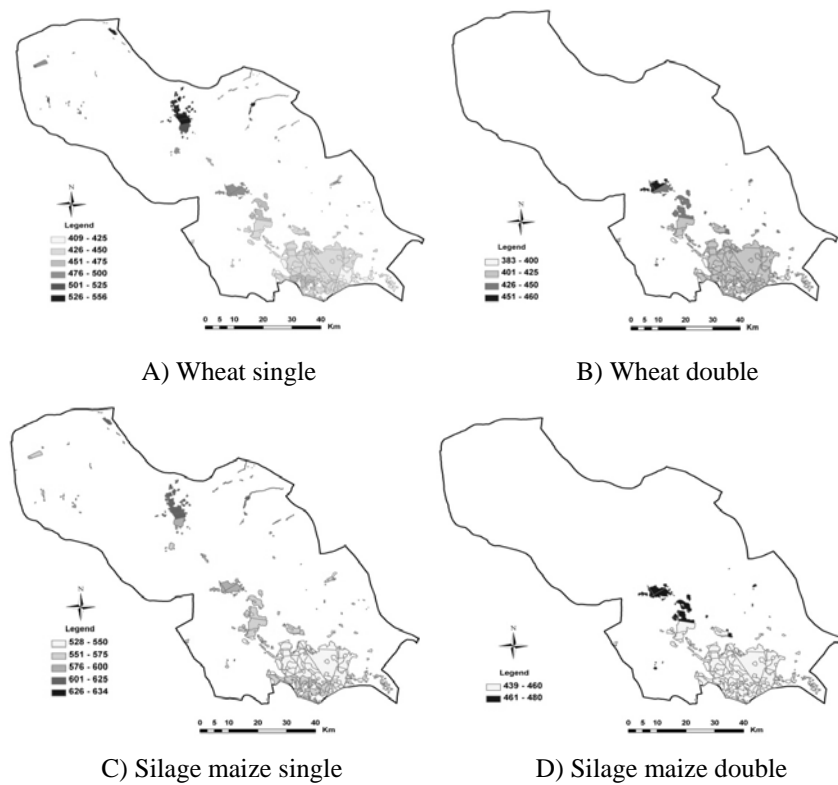 N
Legend
409 - 425
426 - 450
451 - 475
476 - 500
501 - 525
526 - 556
0 5 10 20 30 40
Km
A) Wheat single
N
Legend
383 - 400
401 - 425
426 - 450
451 - 460
0 5 10 20 30 40
Km
B) Wheat double
N
Legend
528 - 550
551 - 575
576 - 600
601 - 625
626 - 634
0 5 10 20 30 40
Km
C) Silage maize single
N
Legend
439 - 460
461 - 480
0 5 10 20 30 40
Km
D) Silage maize double